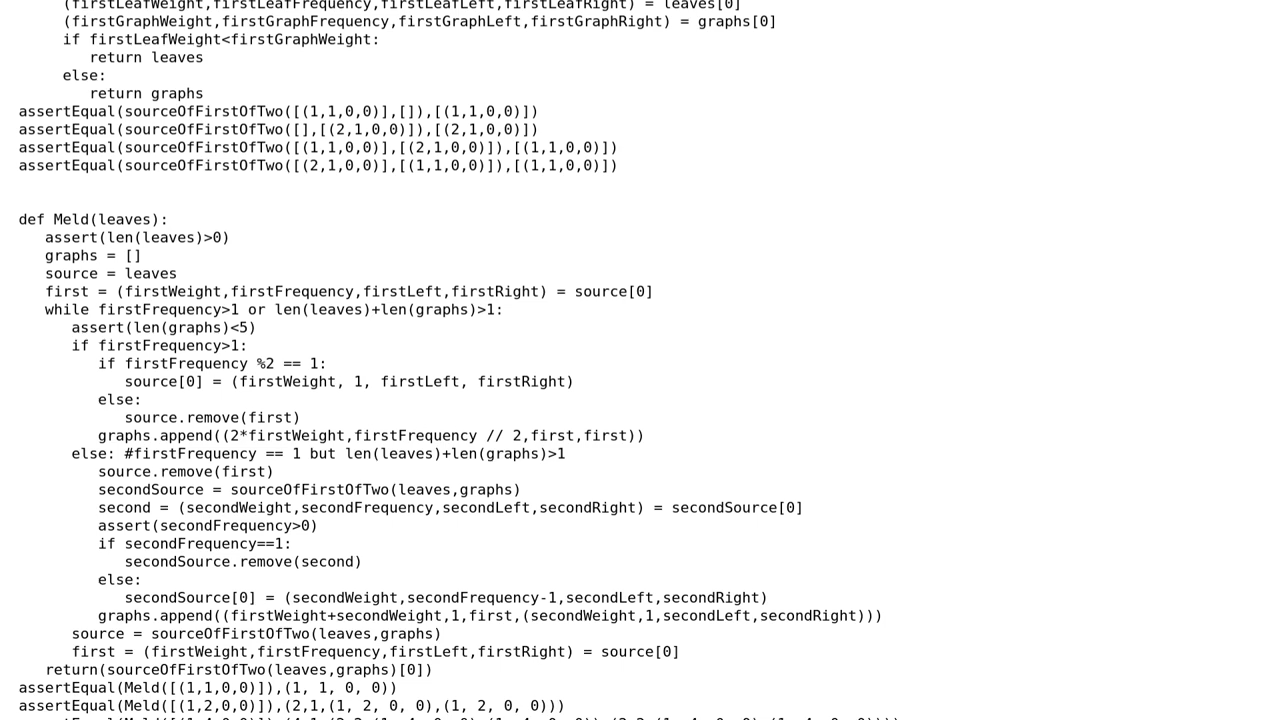 (firstLeafWeight,firstLeafFrequency,firstLeafLeft,firstLeafRight) = leaves[0]
(firstGraphWeight,firstGraphFrequency,firstGraphLeft,firstGraphRight) = graphs[0]
if firstLeafWeight<firstGraphWeight:
return leaves
else:
return graphs
assertEqual(sourceOfFirstOfTwo([(1,1,0,0)],[]),[(1,1,0,0)])
assertEqual(sourceOfFirstOfTwo([],[(2,1,0,0)]),[(2,1,0,0)])
assertEqual(sourceOfFirstOfTwo([(1,1,0,0)],[(2,1,0,0)]),[(1,1,0,0)])
assertEqual(sourceOfFirstOfTwo([(2,1,0,0)],[(1,1,0,0)]),[(1,1,0,0)])
def Meld(leaves):
assert(len(leaves)>0)
graphs = []
source = leaves
first = (firstWeight,firstFrequency,firstLeft,firstRight) = source[0]
while firstFrequency>1 or len(leaves)+len(graphs)>1:
assert(len(graphs)<5)
if firstFrequency>1:
if firstFrequency %2 == 1:
source[0] = (firstWeight, 1, firstLeft, firstRight)
else:
source.remove(first)
graphs.append((2*firstWeight,firstFrequency // 2,first,first))
else: #firstFrequency == 1 but len(leaves)+len(graphs)>1
source.remove(first)
secondSource = sourceOfFirstOfTwo(leaves,graphs)
second = (secondWeight,secondFrequency,secondLeft,secondRight) = secondSource[0]
assert(secondFrequency>0)
if secondFrequency==1:
secondSource.remove(second)
else:
secondSource[0] = (secondWeight,secondFrequency-1,secondLeft,secondRight)
graphs.append((firstWeight+secondWeight,1,first,(secondWeight,1,secondLeft,secondRight)))
source = sourceOfFirstOfTwo(leaves,graphs)
first = (firstWeight,firstFrequency,firstLeft,firstRight) = source[0]
return(sourceOfFirstOfTwo(leaves,graphs)[0])
assertEqual(Meld([(1,1,0,0)]),(1, 1, 0, 0))
assertEqual(Meld([(1,2,0,0)]),(2,1,(1, 2, 0, 0),(1, 2, 0, 0)))